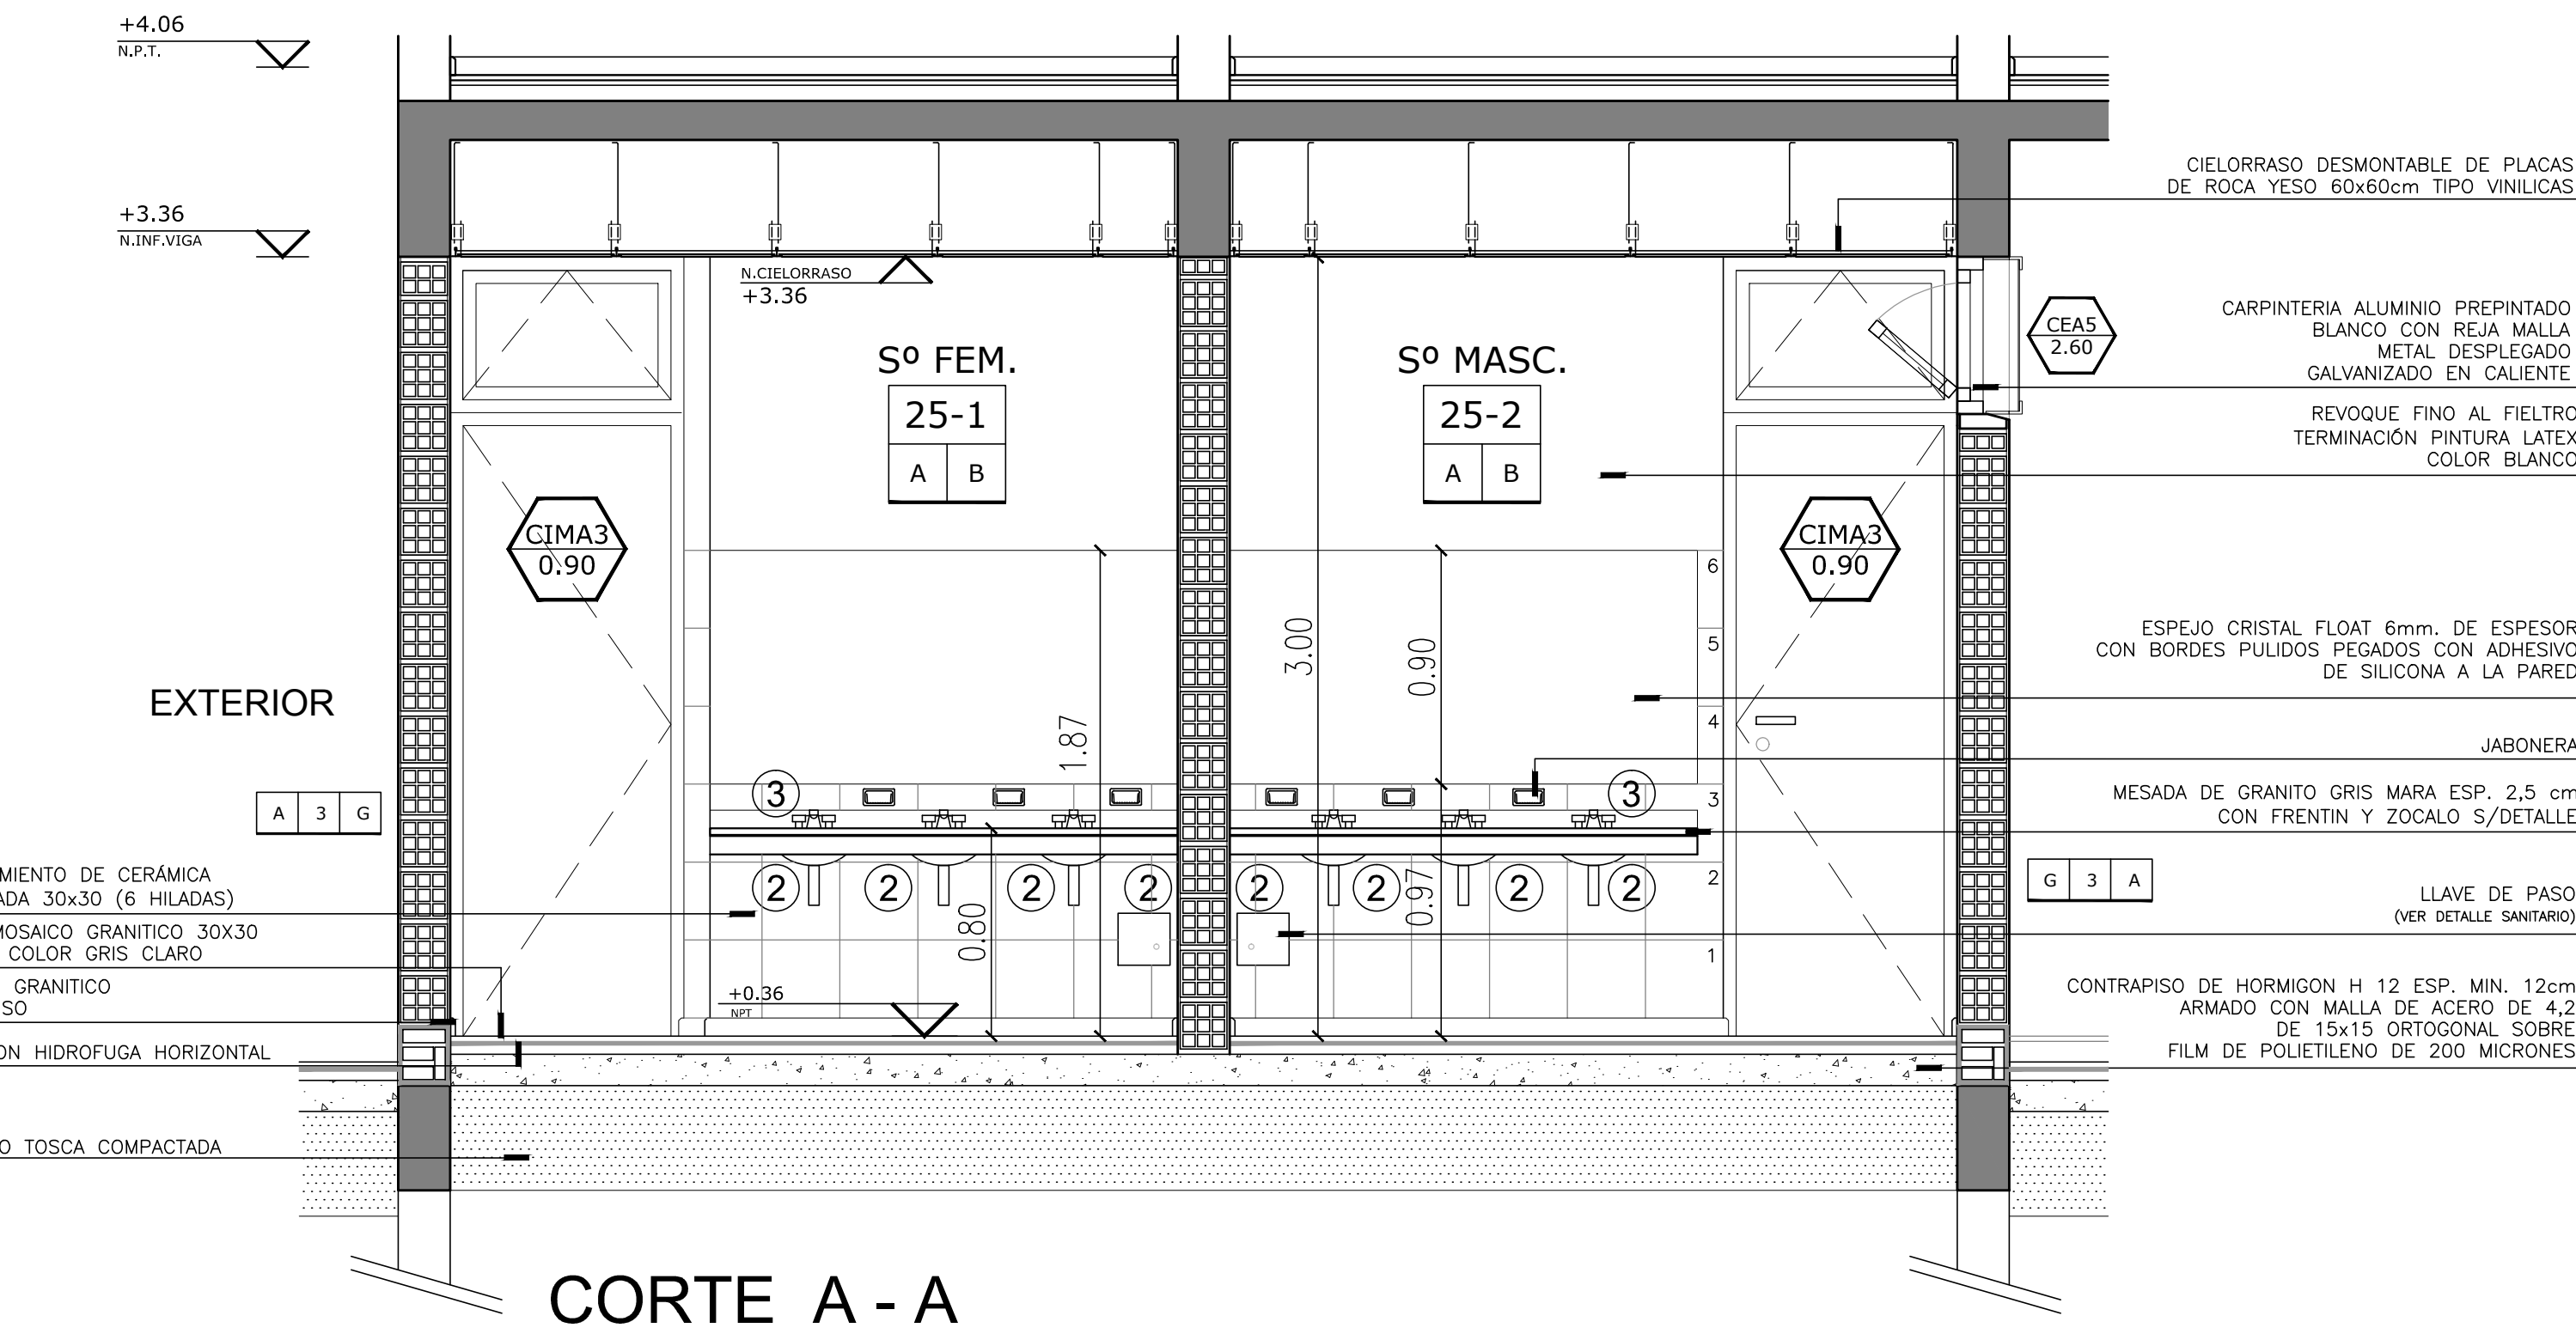 +4.06
N.P.T.
+3.36
N.INF.VIGA
N.CIELORRASO
+3.36
Sº FEM.
25-1
A B
Sº MASC.
25-2
A B
CIMA3
0.90
CIMA3
0.90
CEA5
2.60
CIELORRASO DESMONTABLE DE PLACAS
DE ROCA YESO 60x60cm TIPO VINILICAS
CARPINTERIA ALUMINIO PREPINTADO
BLANCO CON REJA MALLA
METAL DESPLEGADO
GALVANIZADO EN CALIENTE
REVOQUE FINO AL FIELTRO
TERMINACIÓN PINTURA LATEX
COLOR BLANCO
ESPEJO CRISTAL FLOAT 6mm. DE ESPESOR
CON BORDES PULIDOS PEGADOS CON ADHESIVO
DE SILICONA A LA PARED
JABONERA
MESADA DE GRANITO GRIS MARA ESP. 2,5 cm
CON FRENTIN Y ZOCALO S/DETALLE
G 3 A
LLAVE DE PASO
(VER DETALLE SANITARIO)
CONTRAPISO DE HORMIGON H 12 ESP. MIN. 12cm
ARMADO CON MALLA DE ACERO DE 4,2
DE 15x15 ORTOGONAL SOBRE
FILM DE POLIETILENO DE 200 MICRONES
6
5
4
3
2
1
3.00
0.90
1.87
0.97
0.80
3 3
2 2 2 2 2 2 2 2
+0.36
NPT
EXTERIOR
A 3 G
MIENTO DE CERÁMICA
ADA 30x30 (6 HILADAS)
MOSAICO GRANITICO 30X30
COLOR GRIS CLARO
GRANITICO
SO
ON HIDROFUGA HORIZONTAL
O TOSCA COMPACTADA
CORTE A - A